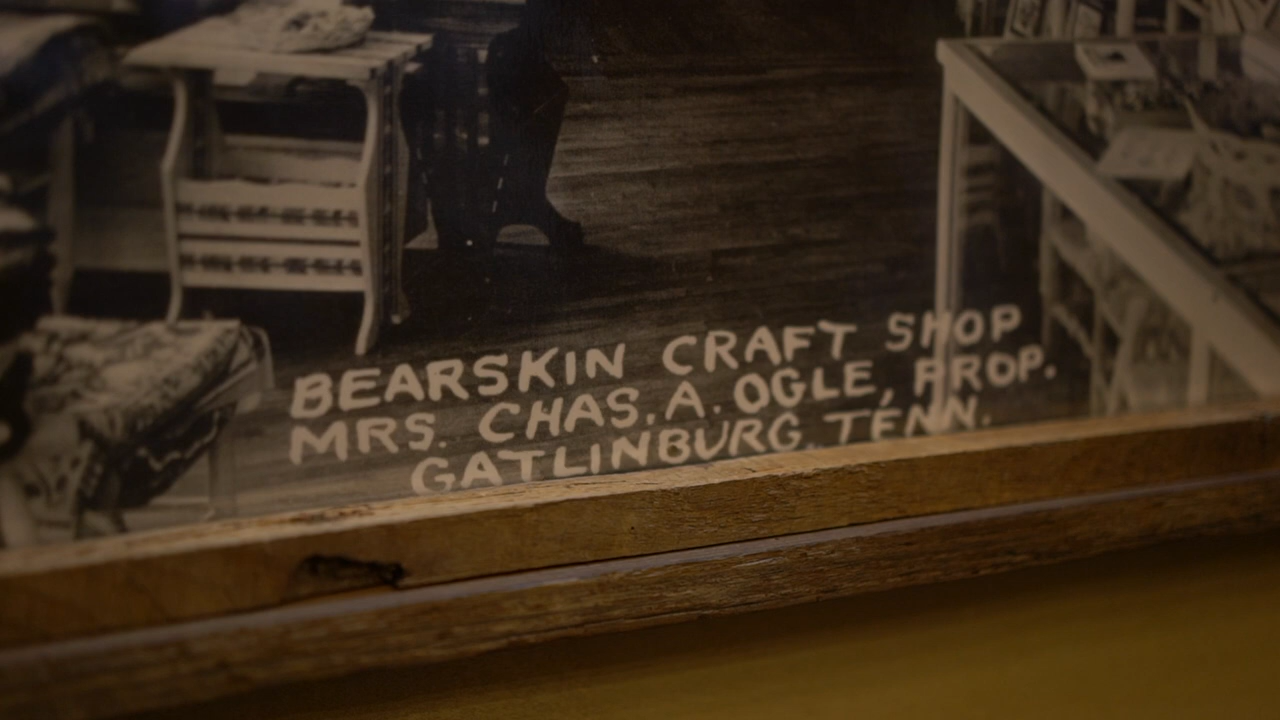 BEARSKIN CRAFT SHOP
MRS. CHAS. A. OGLE, PROP.
GATLINBURG, TENN.